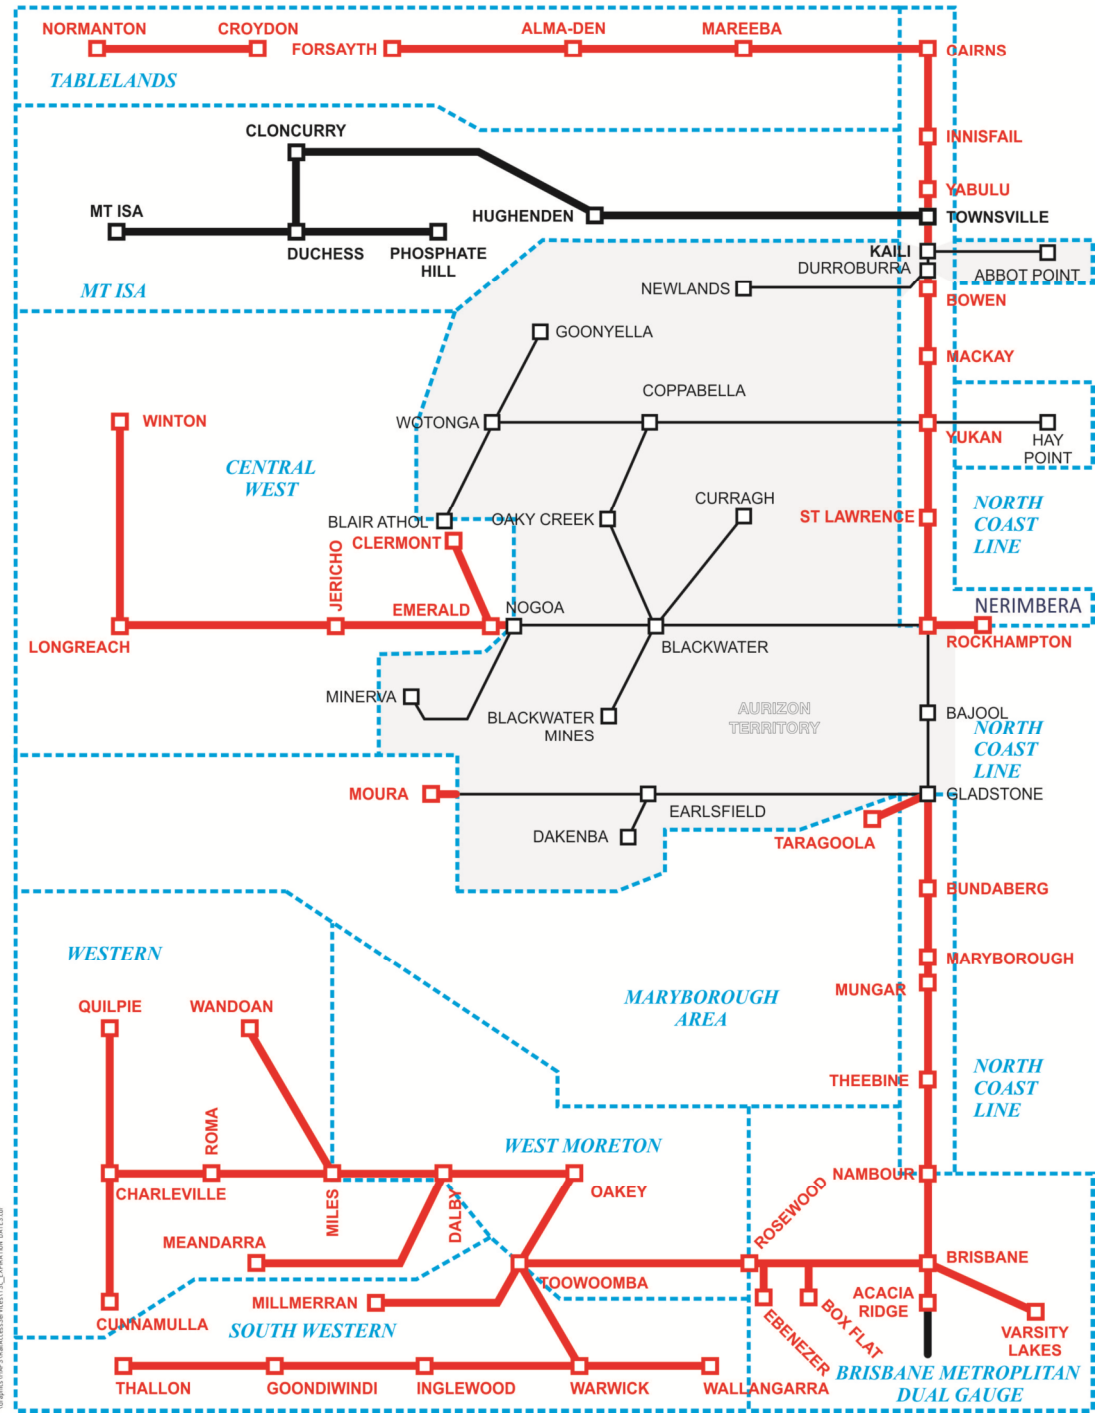 NORMANTON
CROYDON
FORSAYTH
ALMA-DEN
MAREEBA
CAIRNS
TABLELANDS
INNISFAIL
CLONCURRY
YABULU
MT ISA
HUGHENDEN
TOWNSVILLE
DUCHESS
PHOSPHATE
HILL
KAILI
DURROBURRA
ABBOT POINT
MT ISA
NEWLANDS
BOWEN
GOONYELLA
MACKAY
COPPABELLA
WINTON
WOTONGA
YUKAN
HAY
POINT
CENTRAL
WEST
CURRAGH
NORTH
COAST
LINE
BLAIR ATHOL
OAKY CREEK
ST LAWRENCE
CLERMONT
JERICHO
EMERALD
NOGOA
NERIMBERA
LONGREACH
BLACKWATER
ROCKHAMPTON
MINERVA
BLACKWATER
MINES
AURIZON
TERRITORY
BAJOOL
NORTH
COAST
LINE
MOURA
EARLSFIELD
GLADSTONE
DAKENBA
TARAGOOLA
BUNDABERG
WESTERN
MARYBOROUGH
MUNGAR
MARYBOROUGH
AREA
QUILPIE
WANDOAN
NORTH
COAST
LINE
THEEBINE
ROMA
WEST MORETON
NAMBOUR
CHARLEVILLE
MILES
DALBY
OAKEY
ROSEWOOD
MEANDARRA
TOOWOOMBA
BRISBANE
MILLMERRAN
ACACIA
RIDGE
CUNNAMULLA
SOUTH WESTERN
EBENEZER
BOX FLAT
VARSITY
LAKES
THALLON
GOONDIWINDI
INGLEWOOD
WARWICK
WALLANGARRA
BRISBANE METROPLITAN
DUAL GAUGE